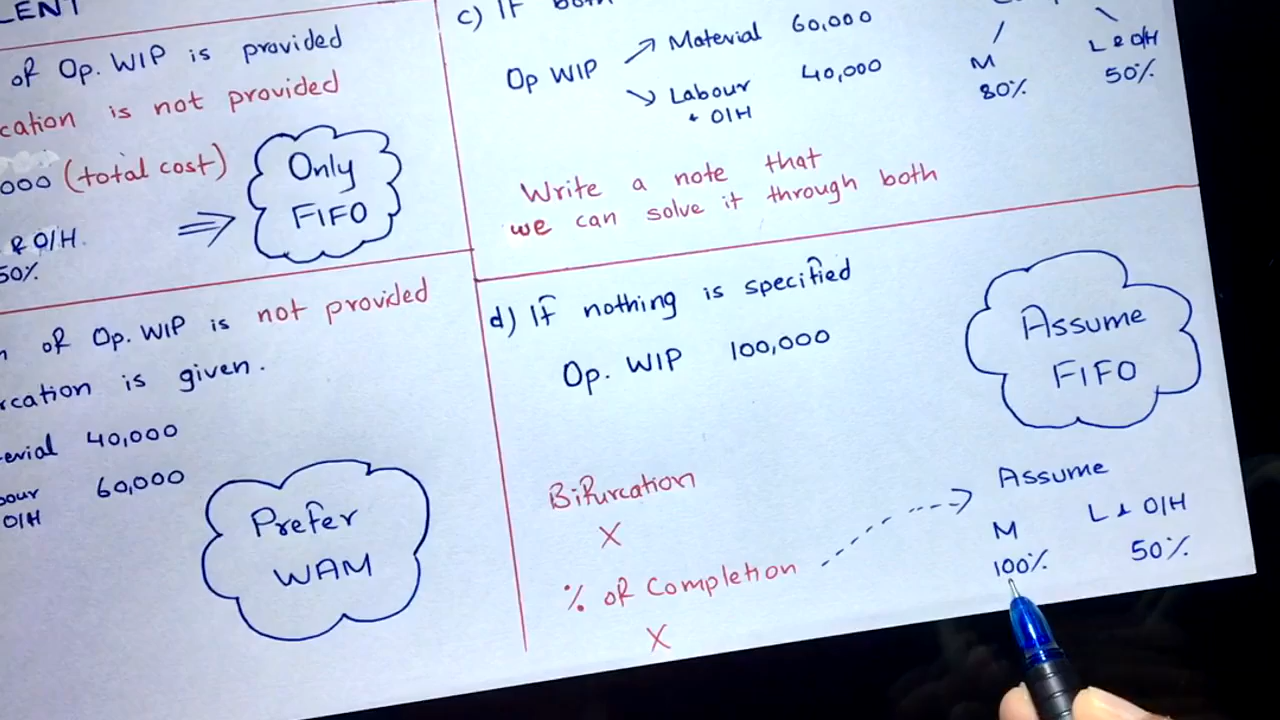 LENT
of Op. WIP is provided
cation is not provided
000 (total cost)
& O/H.
50%
Only
FIFO
of Op. WIP is not provided
rcation is given.
erial 40,000
bour 60,000
O/H
Prefer
WAM
c) If both
Op WIP
Material 60,000
Labour 40,000
+ O/H
M
80%
L & O/H
50%
Write a note that
we can solve it through both
d) If nothing is specified
Op. WIP 100,000
Assume
FIFO
Bifurcation
X
% of Completion
X
Assume
M
100%
L & O/H
50%